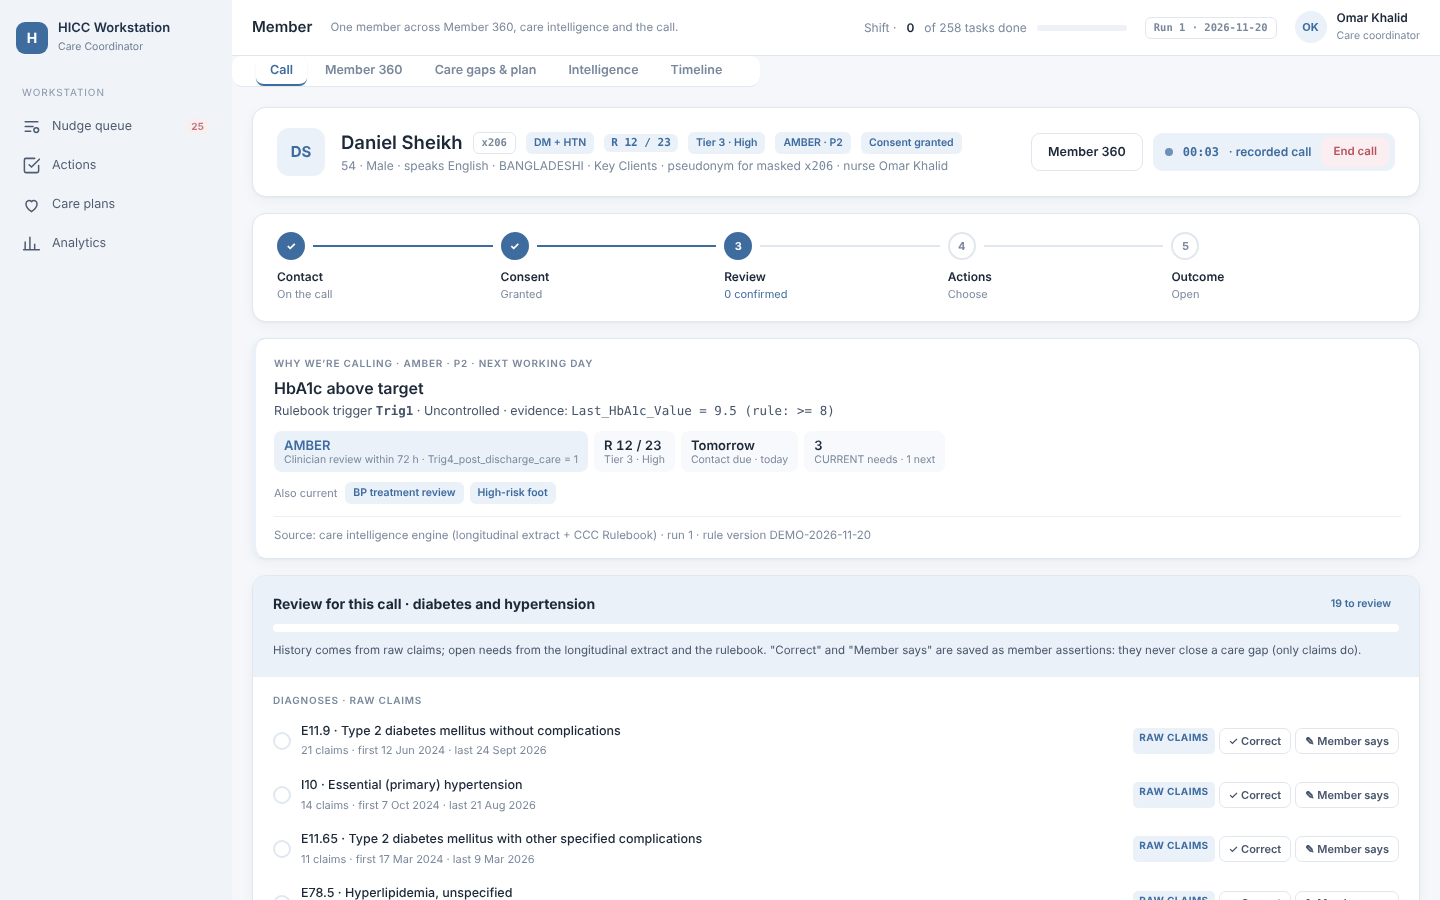 H
HICC Workstation
Care Coordinator
WORKSTATION
Nudge queue 25
Actions
Care plans
Analytics
Member One member across Member 360, care intelligence and the call. Shift · 0 of 258 tasks done Run 1 · 2026-11-20 OK Omar Khalid
Care coordinator
Call Member 360 Care gaps & plan Intelligence Timeline
DS Daniel Sheikh x206 DM + HTN R 12 / 23 Tier 3 · High AMBER · P2 Consent granted
54 · Male · speaks English · BANGLADESHI · Key Clients · pseudonym for masked x206 · nurse Omar Khalid
Member 360 00:03 · recorded call End call
✓ ✓ 3 4 5
Contact Consent Review Actions Outcome
On the call Granted 0 confirmed Choose Open
WHY WE'RE CALLING · AMBER · P2 · NEXT WORKING DAY
HbA1c above target
Rulebook trigger Trig1 · Uncontrolled · evidence: Last_HbA1c_Value = 9.5 (rule: >= 8)
AMBER R 12 / 23 Tomorrow 3
Clinician review within 72 h · Trig4_post_discharge_care = 1 Tier 3 · High Contact due · today CURRENT needs · 1 next
Also current BP treatment review High-risk foot
Source: care intelligence engine (longitudinal extract + CCC Rulebook) · run 1 · rule version DEMO-2026-11-20
Review for this call · diabetes and hypertension 19 to review
History comes from raw claims; open needs from the longitudinal extract and the rulebook. "Correct" and "Member says" are saved as member assertions: they never close a care gap (only claims do).
DIAGNOSES · RAW CLAIMS
E11.9 · Type 2 diabetes mellitus without complications
21 claims · first 12 Jun 2024 · last 24 Sept 2026
RAW CLAIMS ✓ Correct ✎ Member says
I10 · Essential (primary) hypertension
14 claims · first 7 Oct 2024 · last 21 Aug 2026
RAW CLAIMS ✓ Correct ✎ Member says
E11.65 · Type 2 diabetes mellitus with other specified complications
11 claims · first 17 Mar 2024 · last 9 Mar 2026
RAW CLAIMS ✓ Correct ✎ Member says
E78.5 · Hyperlipidemia, unspecified